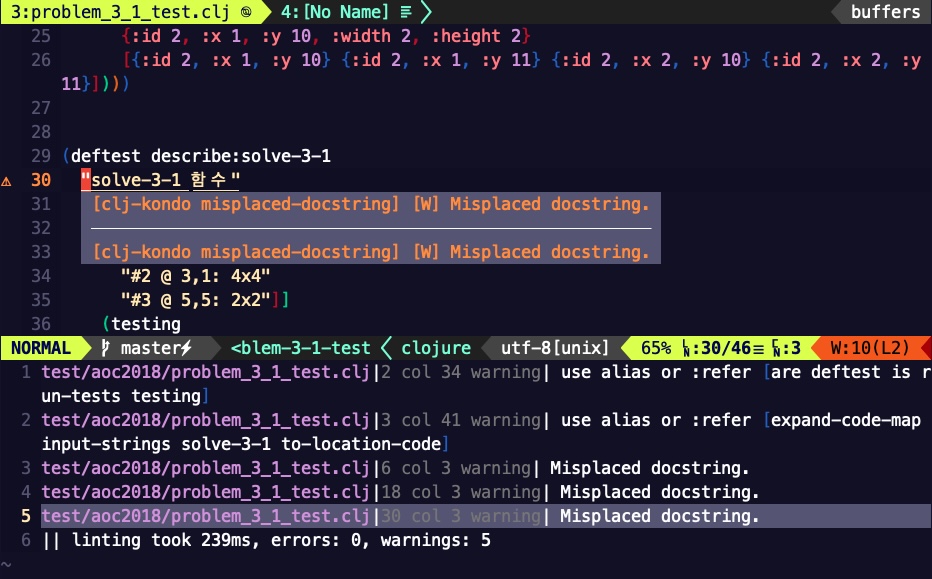 3:problem_3_1_test.clj 4:[No Name] buffers
25 {:id 2, :x 1, :y 10, :width 2, :height 2}
26 [{:id 2, :x 1, :y 10} {:id 2, :x 1, :y 11} {:id 2, :x 2, :y 10} {:id 2, :x 2, :y
11}])))
27
28
29 (deftest describe:solve-3-1
30 "solve-3-1 함수"
31 [clj-kondo misplaced-docstring] [W] Misplaced docstring.
32
33 [clj-kondo misplaced-docstring] [W] Misplaced docstring.
34 "#2 @ 3,1: 4x4"
35 "#3 @ 5,5: 2x2"]]
36 (testing
NORMAL master⚡ <blem-3-1-test clojure utf-8[unix] 65% ㏑:30/46≡ ㏇:3 W:10(L2)
1 test/aoc2018/problem_3_1_test.clj|2 col 34 warning| use alias or :refer [are deftest is r
un-tests testing]
2 test/aoc2018/problem_3_1_test.clj|3 col 41 warning| use alias or :refer [expand-code-map
input-strings solve-3-1 to-location-code]
3 test/aoc2018/problem_3_1_test.clj|6 col 3 warning| Misplaced docstring.
4 test/aoc2018/problem_3_1_test.clj|18 col 3 warning| Misplaced docstring.
5 test/aoc2018/problem_3_1_test.clj|30 col 3 warning| Misplaced docstring.
6 || linting took 239ms, errors: 0, warnings: 5
~